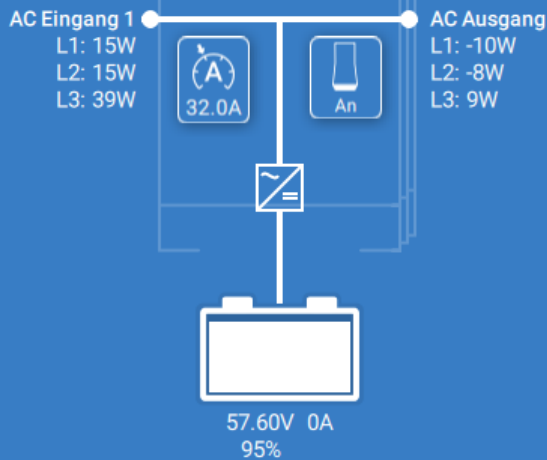 AC Eingang 1
L1: 15W
L2: 15W
L3: 39W
A
32.0A
An
AC Ausgang
L1: -10W
L2: -8W
L3: 9W
57.60V 0A
95%